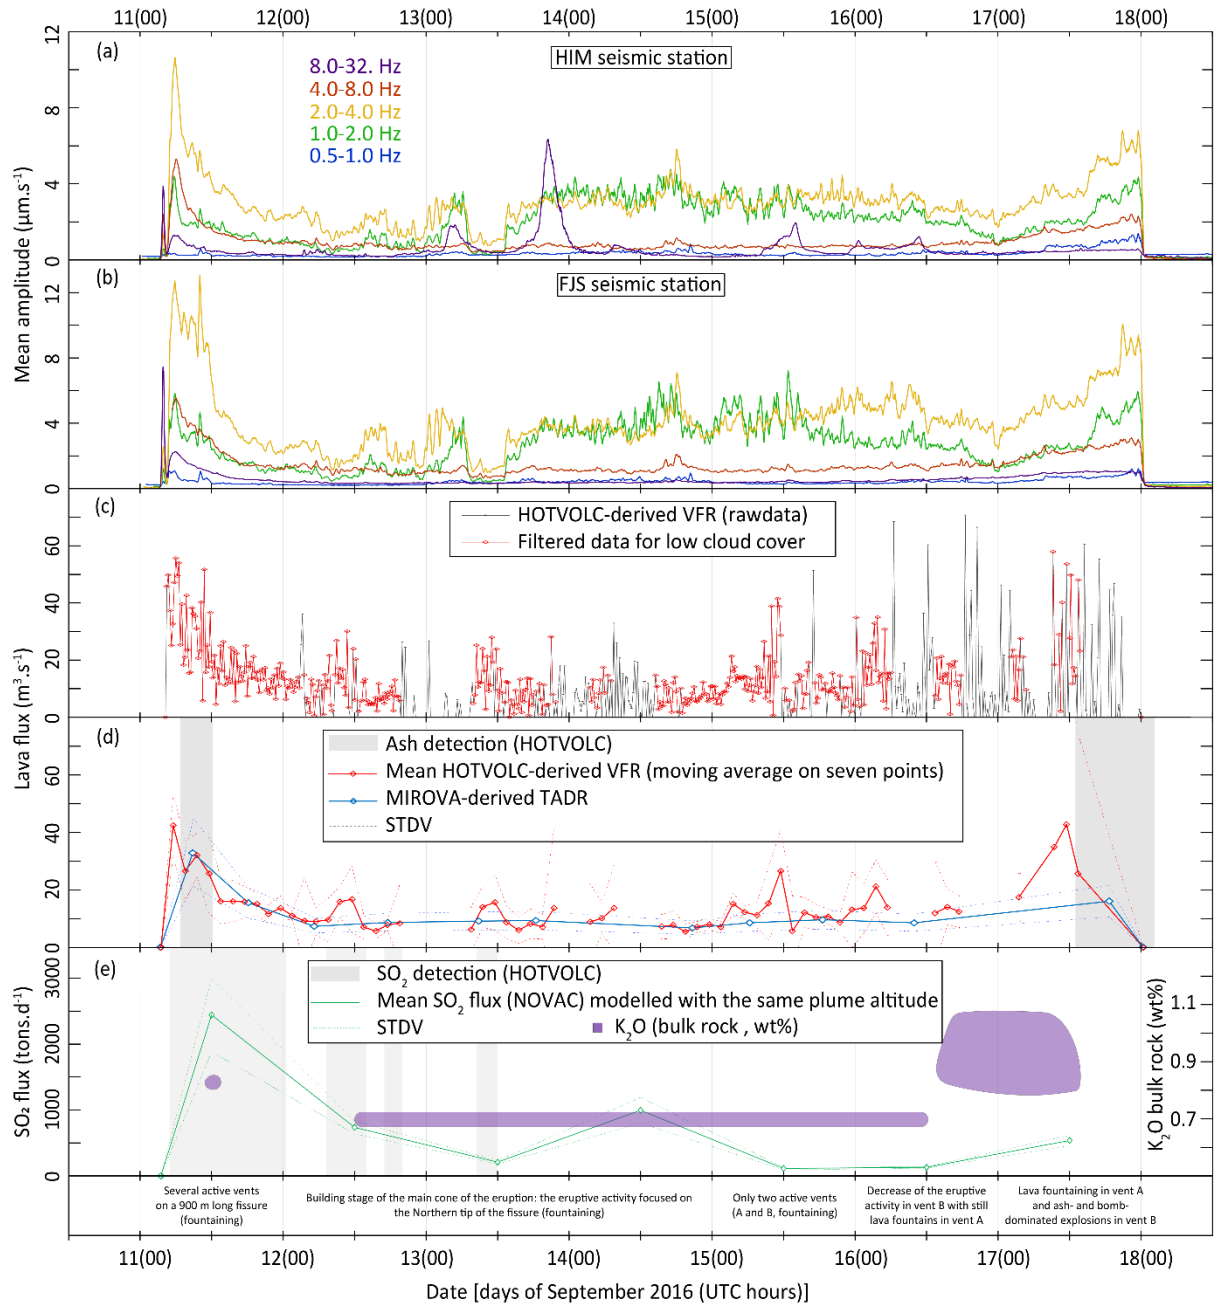 11(00) 12(00) 13(00) 14(00) 15(00) 16(00) 17(00) 18(00)
(a)
HIM seismic station
8.0-32. Hz
4.0-8.0 Hz
2.0-4.0 Hz
1.0-2.0 Hz
0.5-1.0 Hz
12
8
4
0
Mean amplitude (µm.s⁻¹)
(b)
FJS seismic station
12
8
4
0
(c)
HOTVOLC-derived VFR (rawdata)
Filtered data for low cloud cover
60
40
20
0
Lava flux (m³.s⁻¹)
(d)
Ash detection (HOTVOLC)
Mean HOTVOLC-derived VFR (moving average on seven points)
MIROVA-derived TADR
STDV
60
40
20
0
(e)
SO₂ detection (HOTVOLC)
Mean SO₂ flux (NOVAC) modelled with the same plume altitude
STDV
K₂O (bulk rock , wt%)
3000
2500
2000
1000
500
0
SO₂ flux (tons.d⁻¹)
1.1
0.9
0.7
K₂O bulk rock (wt%)
Several active vents
on a 900 m long fissure
(fountaining)
Building stage of the main cone of the eruption: the eruptive activity focused on
the Northern tip of the fissure (fountaining)
Only two active vents
(A and B, fountaining)
Decrease of the eruptive
activity in vent B with still
lava fountains in vent A
Lava fountaining in vent A
and ash- and bomb-
dominated explosions in vent B
11(00) 12(00) 13(00) 14(00) 15(00) 16(00) 17(00) 18(00)
Date [days of September 2016 (UTC hours)]